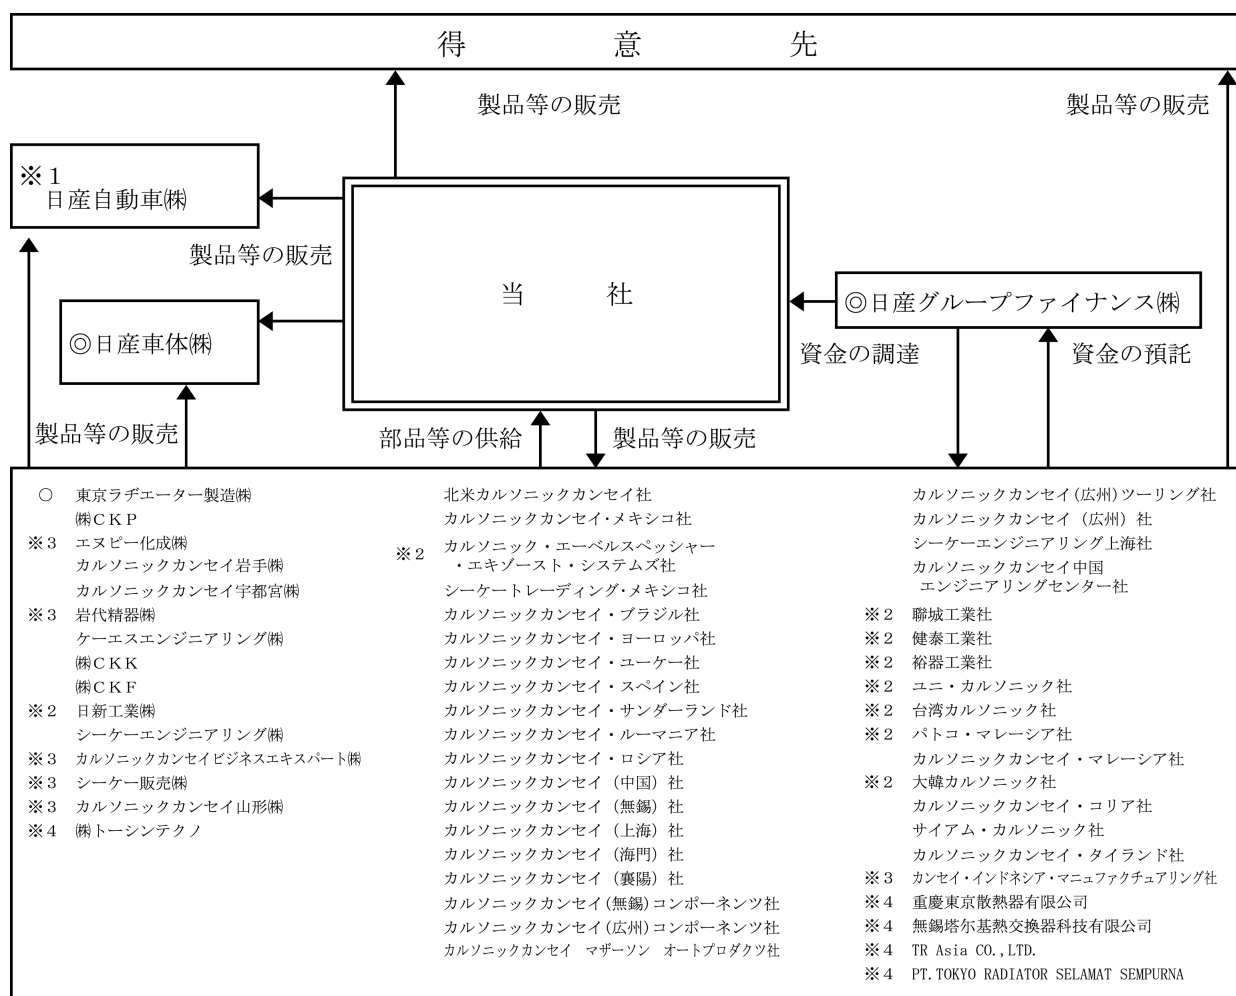 得意先
製品等の販売
製品等の販売
※1
日産自動車㈱
製品等の販売
当社
◎日産グループファイナンス㈱
◎日産車体㈱
資金の調達
資金の預託
製品等の販売
部品等の供給
製品等の販売
○ 東京ラヂエーター製造㈱
㈱CKP
※3 エヌピー化成㈱
カルソニックカンセイ岩手㈱
カルソニックカンセイ宇都宮㈱
※3 岩代精器㈱
ケーエスエンジニアリング㈱
㈱CKK
㈱CKF
※2 日新工業㈱
シーケーエンジニアリング㈱
※3 カルソニックカンセイビジネスエキスパート㈱
※3 シーケー販売㈱
※3 カルソニックカンセイ山形㈱
※4 ㈱トーシンテクノ
北米カルソニックカンセイ社
カルソニックカンセイ・メキシコ社
※2 カルソニック・エーベルスペッシャー
・エキゾースト・システムズ社
シーケートレーディング・メキシコ社
カルソニックカンセイ・ブラジル社
カルソニックカンセイ・ヨーロッパ社
カルソニックカンセイ・ユーケー社
カルソニックカンセイ・スペイン社
カルソニックカンセイ・サンダーランド社
カルソニックカンセイ・ルーマニア社
カルソニックカンセイ・ロシア社
カルソニックカンセイ（中国）社
カルソニックカンセイ（無錫）社
カルソニックカンセイ（上海）社
カルソニックカンセイ（海門）社
カルソニックカンセイ（襄陽）社
カルソニックカンセイ(無錫)コンポーネンツ社
カルソニックカンセイ(広州)コンポーネンツ社
カルソニックカンセイ　マザーソン　オートプロダクツ社
カルソニックカンセイ(広州)ツーリング社
カルソニックカンセイ（広州）社
シーケーエンジニアリング上海社
カルソニックカンセイ中国
エンジニアリングセンター社
※2 聯城工業社
※2 健泰工業社
※2 裕器工業社
※2 ユニ・カルソニック社
※2 台湾カルソニック社
※2 パトコ・マレーシア社
カルソニックカンセイ・マレーシア社
※2 大韓カルソニック社
カルソニックカンセイ・コリア社
サイアム・カルソニック社
カルソニックカンセイ・タイランド社
※3 カンセイ・インドネシア・マニュファクチュアリング社
※4 重慶東京散熱器有限公司
※4 無錫塔尔基熱交換器科技有限公司
※4 TR Asia CO.,LTD.
※4 PT.TOKYO RADIATOR SELAMAT SEMPURNA